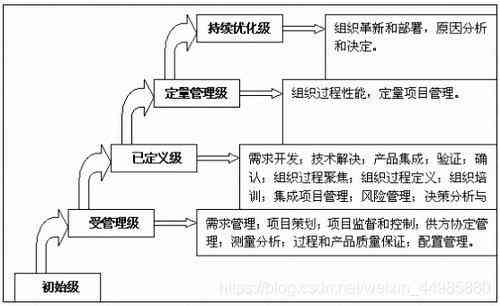 持续优化级
组织革新和部署，原因分析
和决定。
定量管理级
组织过程性能，定量项目管理。
已定义级
需求开发；技术解决；产品集成；验证；确
认；组织过程聚焦；组织过程定义；组织培
训；集成项目管理；风险管理；决策分析与
受管理级
需求管理；项目策划；项目监督和控制；供方协定管
理；测量分析；过程和产品质量保证；配置管理。
初始级
https://blog.csdn.net/weixin_44985880